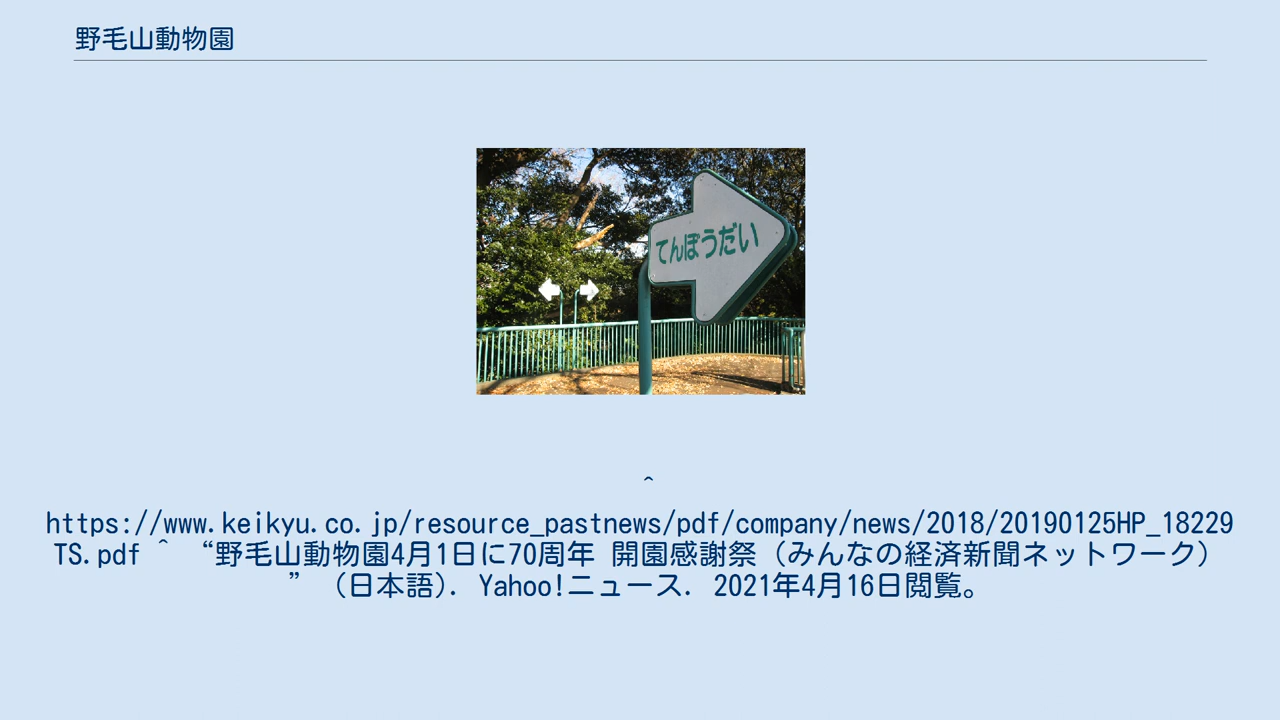 野毛山動物園
てんぼうだい
^
https://www.keikyu.co.jp/resource_pastnews/pdf/company/news/2018/20190125HP_18229
TS.pdf ^ “野毛山動物園4月1日に70周年 開園感謝祭（みんなの経済新聞ネットワーク）
” （日本語）. Yahoo!ニュース. 2021年4月16日閲覧。